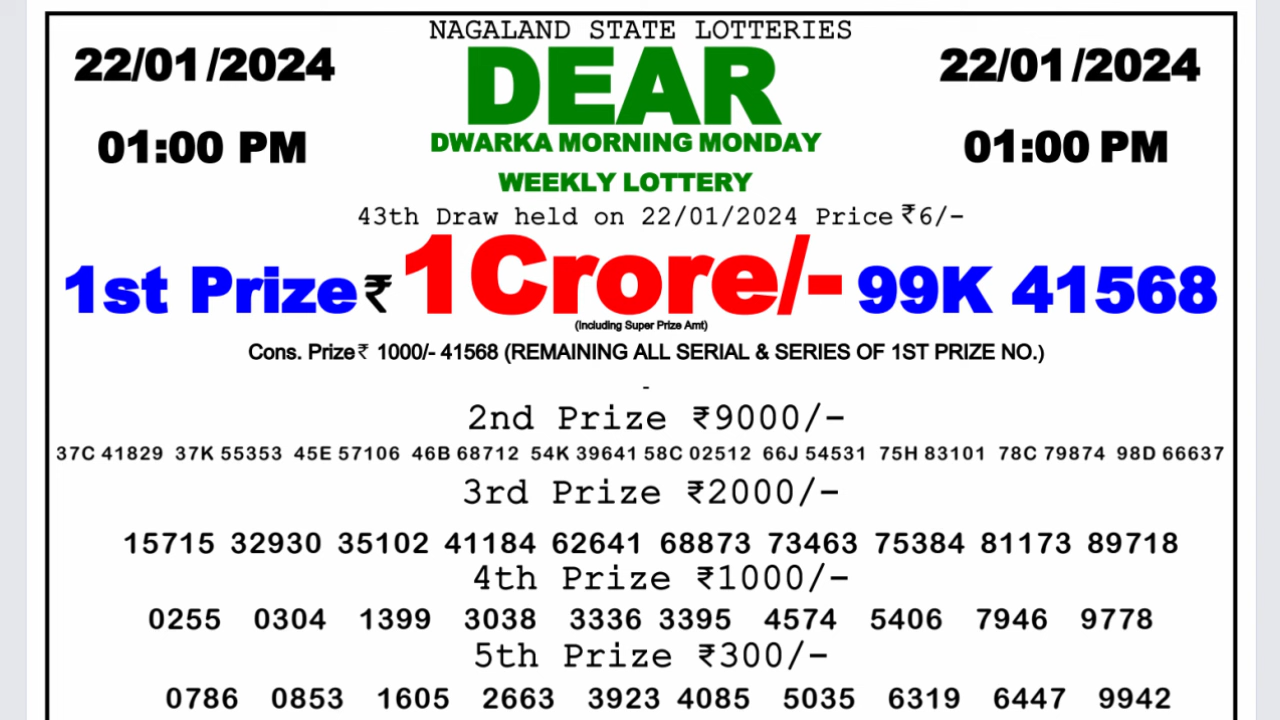 NAGALAND STATE LOTTERIES
22/01/2024 DEAR 22/01/2024
01:00 PM DWARKA MORNING MONDAY 01:00 PM
WEEKLY LOTTERY
43th Draw held on 22/01/2024 Price ₹6/-
1st Prize ₹ 1Crore/- 99K 41568
(Including Super Prize Amt)
Cons. Prize ₹ 1000/- 41568 (REMAINING ALL SERIAL & SERIES OF 1ST PRIZE NO.)
-
2nd Prize ₹9000/-
37C 41829 37K 55353 45E 57106 46B 68712 54K 39641 58C 02512 66J 54531 75H 83101 78C 79874 98D 66637
3rd Prize ₹2000/-
15715 32930 35102 41184 62641 68873 73463 75384 81173 89718
4th Prize ₹1000/-
0255 0304 1399 3038 3336 3395 4574 5406 7946 9778
5th Prize ₹300/-
0786 0853 1605 2663 3923 4085 5035 6319 6447 9942